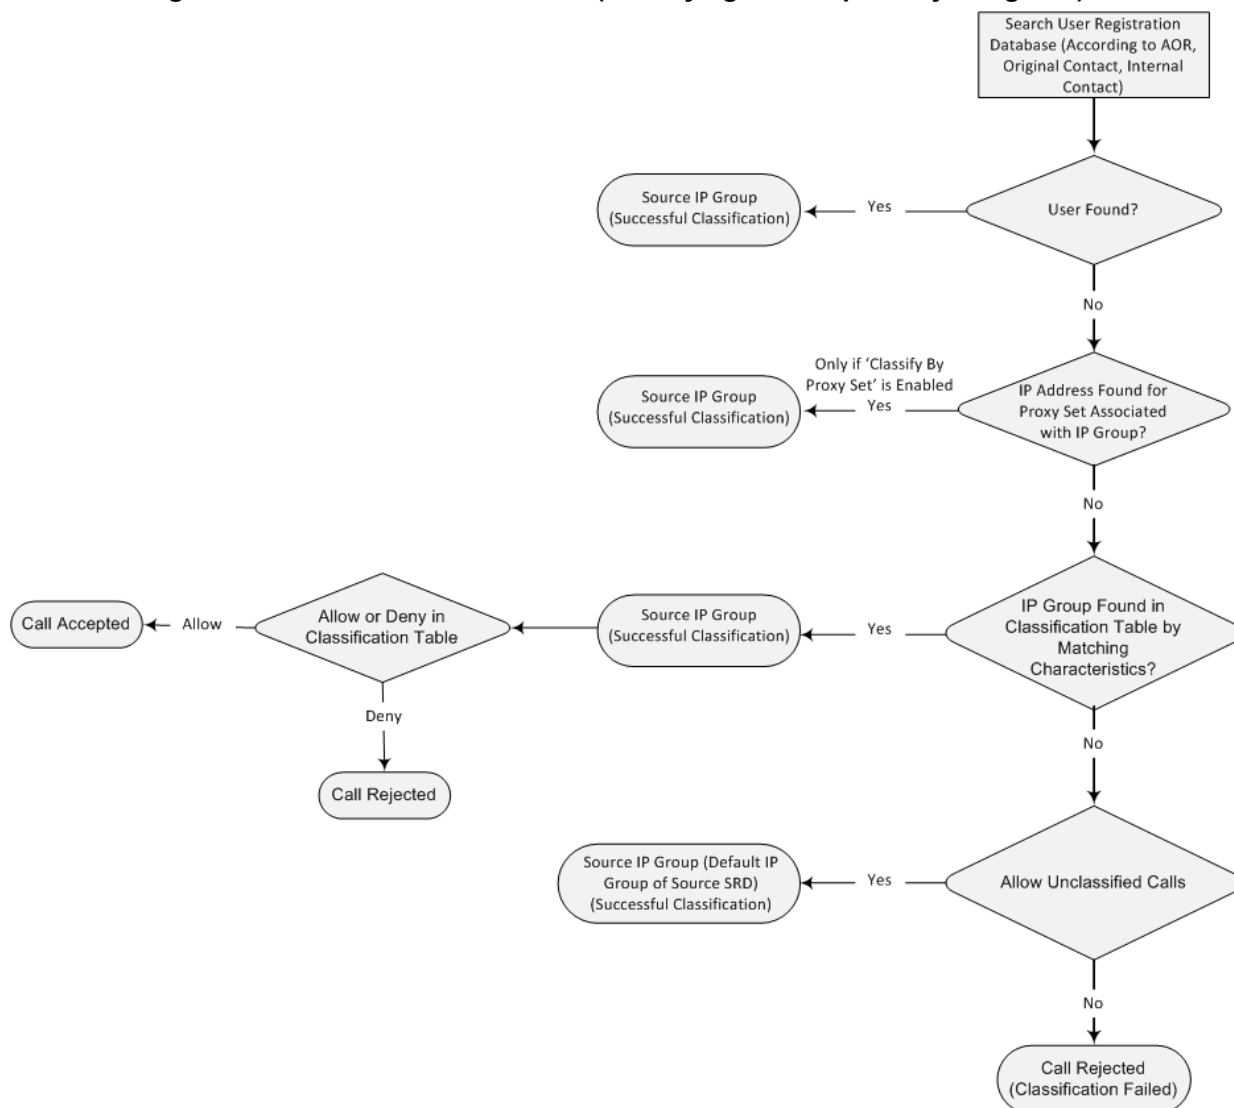 Search User Registration
Database (According to AOR,
Original Contact, Internal
Contact)
Source IP Group
(Successful Classification)
Yes
User Found?
No
Only if ‘Classify By
Proxy Set’ is Enabled
Source IP Group
(Successful Classification)
Yes
IP Address Found for
Proxy Set Associated
with IP Group?
No
Call Accepted
Allow
Allow or Deny in
Classification Table
Source IP Group
(Successful Classification)
Yes
IP Group Found in
Classification Table by
Matching
Characteristics?
Deny
No
Call Rejected
Source IP Group (Default IP
Group of Source SRD)
(Successful Classification)
Yes
Allow Unclassified Calls
No
Call Rejected
(Classification Failed)